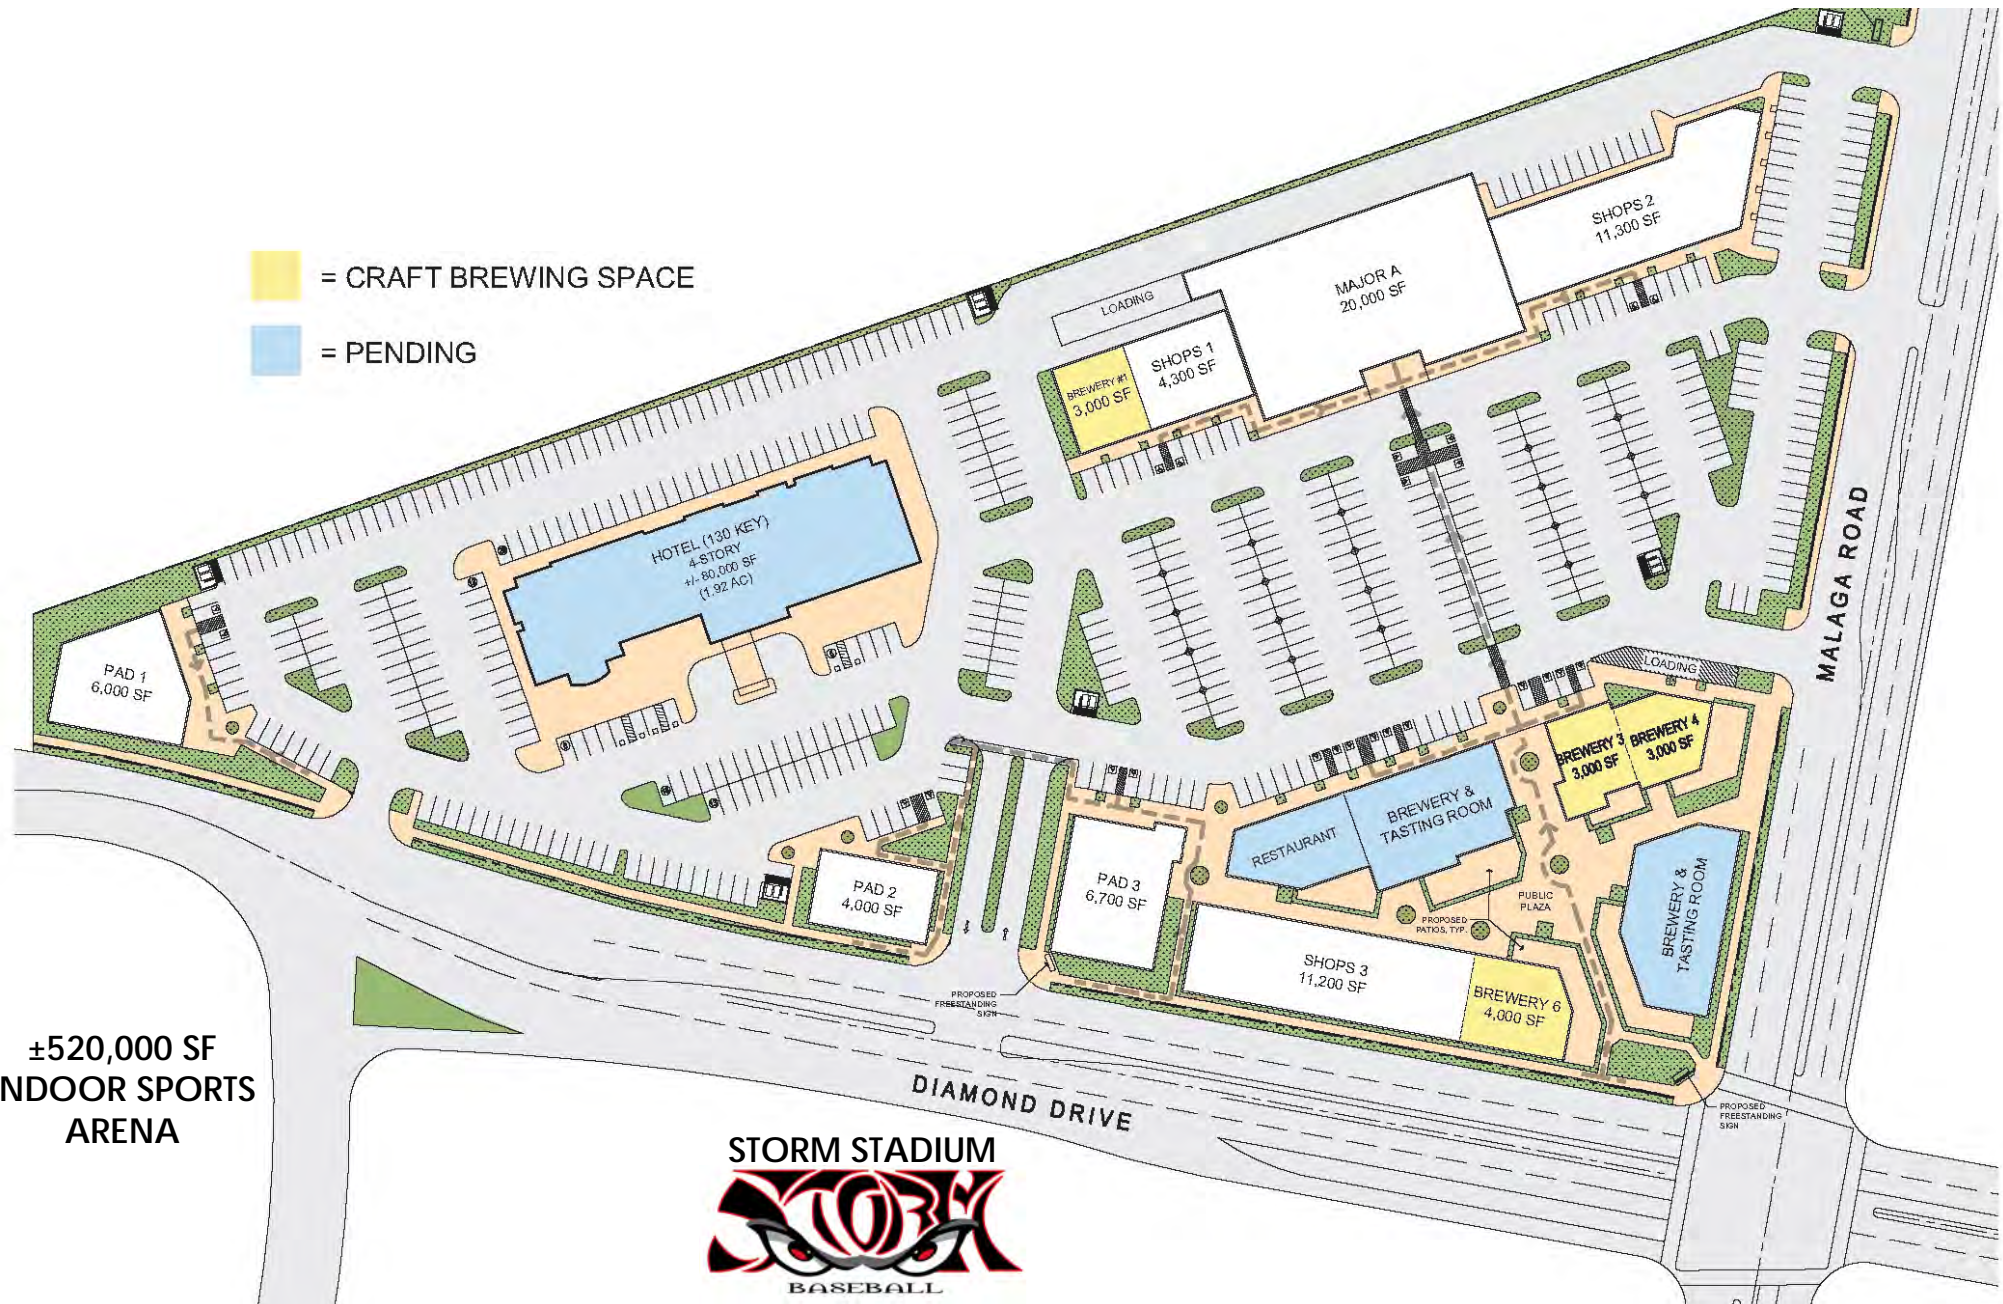 = CRAFT BREWING SPACE
= PENDING
SHOPS 2
11,300 SF
MAJOR A
20,000 SF
LOADING
SHOPS 1
4,300 SF
BREWERY #1
3,000 SF
HOTEL (130 KEY)
4-STORY
+/- 80,000 SF
(1.92 AC)
PAD 1
6,000 SF
MALAGA ROAD
LOADING
BREWERY 3
3,000 SF
BREWERY 4
3,000 SF
BREWERY &
TASTING ROOM
RESTAURANT
PAD 2
4,000 SF
PAD 3
6,700 SF
PUBLIC
PLAZA
PROPOSED
PATIOS, TYP.
BREWERY &
TASTING ROOM
SHOPS 3
11,200 SF
BREWERY 6
4,000 SF
PROPOSED
FREESTANDING
SIGN
PROPOSED
FREESTANDING
SIGN
DIAMOND DRIVE
±520,000 SF
NDOOR SPORTS
ARENA
STORM STADIUM
STORM
BASEBALL